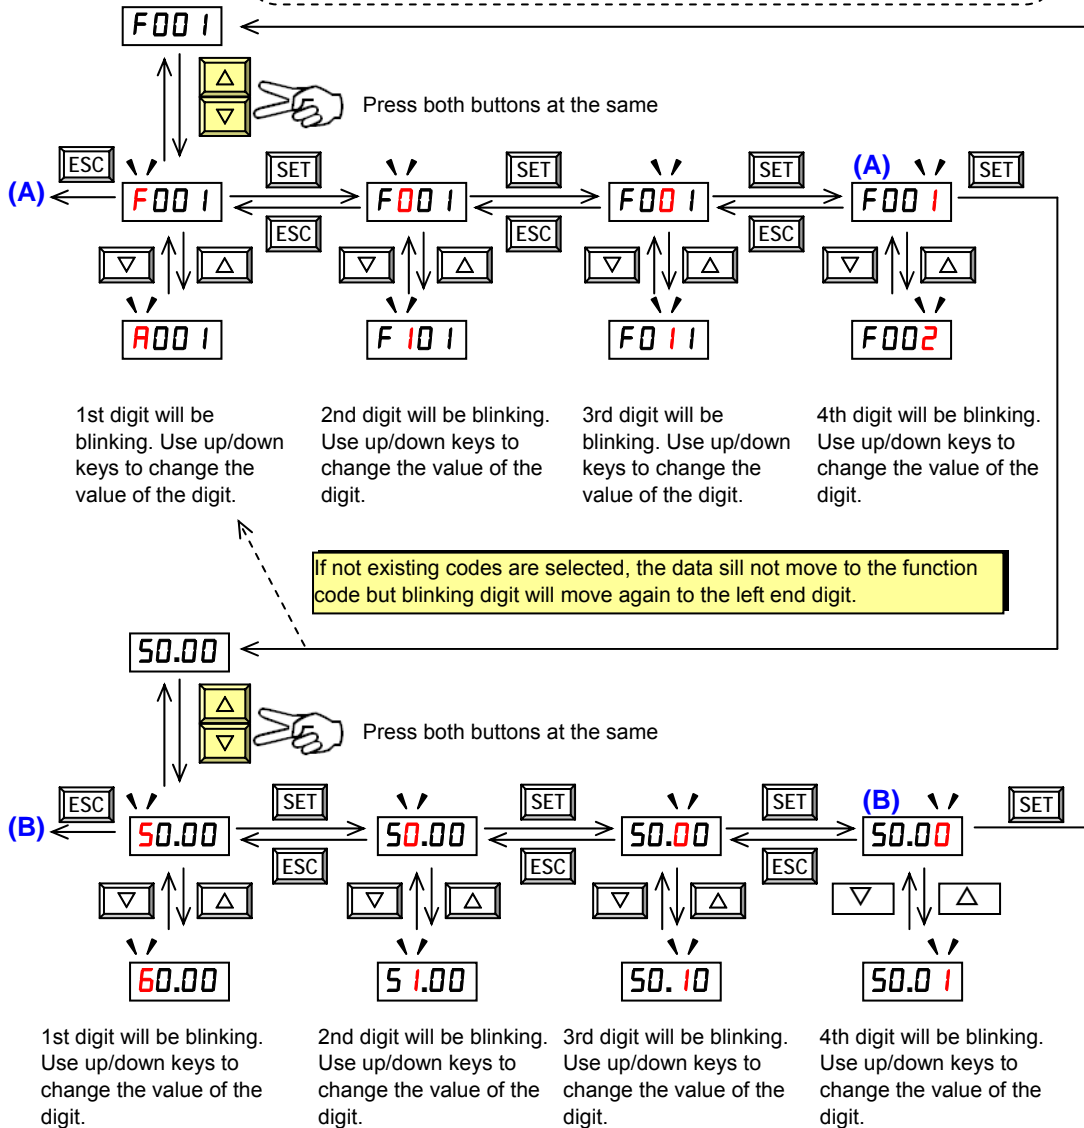 F001
Press both buttons at the same
ESC
SET
SET
SET
(A)
SET
(A)
F001
F001
F001
F001
ESC
ESC
ESC
A001
F101
F011
F002
1st digit will be
blinking. Use up/down
keys to change the
value of the digit.
2nd digit will be blinking.
Use up/down keys to
change the value of the
digit.
3rd digit will be
blinking. Use up/down
keys to change the
value of the digit.
4th digit will be blinking.
Use up/down keys to
change the value of the
digit.
If not existing codes are selected, the data sill not move to the function
code but blinking digit will move again to the left end digit.
50.00
Press both buttons at the same
ESC
SET
SET
SET
(B)
SET
(B)
50.00
50.00
50.00
50.00
ESC
ESC
ESC
60.00
51.00
50.10
50.01
1st digit will be blinking.
Use up/down keys to
change the value of the
digit.
2nd digit will be blinking.
Use up/down keys to
change the value of the
digit.
3rd digit will be blinking.
Use up/down keys to
change the value of the
digit.
4th digit will be blinking.
Use up/down keys to
change the value of the
digit.